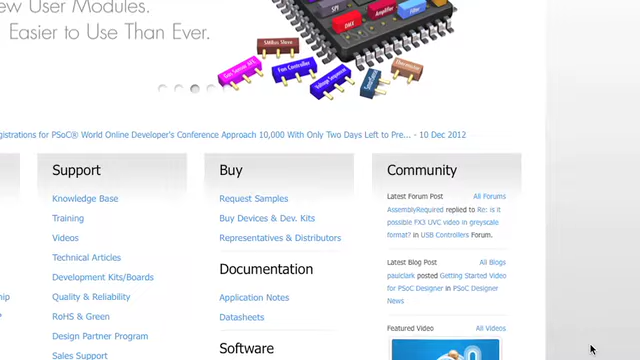 ew User Modules.
Easier to Use Than Ever.
SPI
DMX
Amplifier
Filter
SMBus Slave
Fan Controller
Voltage Sequencer
Thermistor
gistrations for PSoC® World Online Developer's Conference Approach 10,000 With Only Two Days Left to Pre... - 10 Dec 2012
Support
Knowledge Base
Training
Videos
Technical Articles
Development Kits/Boards
hip
Quality & Reliability
?
RoHS & Green
Design Partner Program
Sales Support
Buy
Request Samples
Buy Devices & Dev. Kits
Representatives & Distributors
Documentation
Application Notes
Datasheets
Software
Community
Latest Forum Post All Forums
AssemblyRequired replied to Re: is it
possible FX3 UVC video in greyscale
format? in USB Controllers Forum.
Latest Blog Post All Blogs
paulclark posted Getting Started Video
for PSoC Designer in PSoC Designer
News
Featured Video All Videos